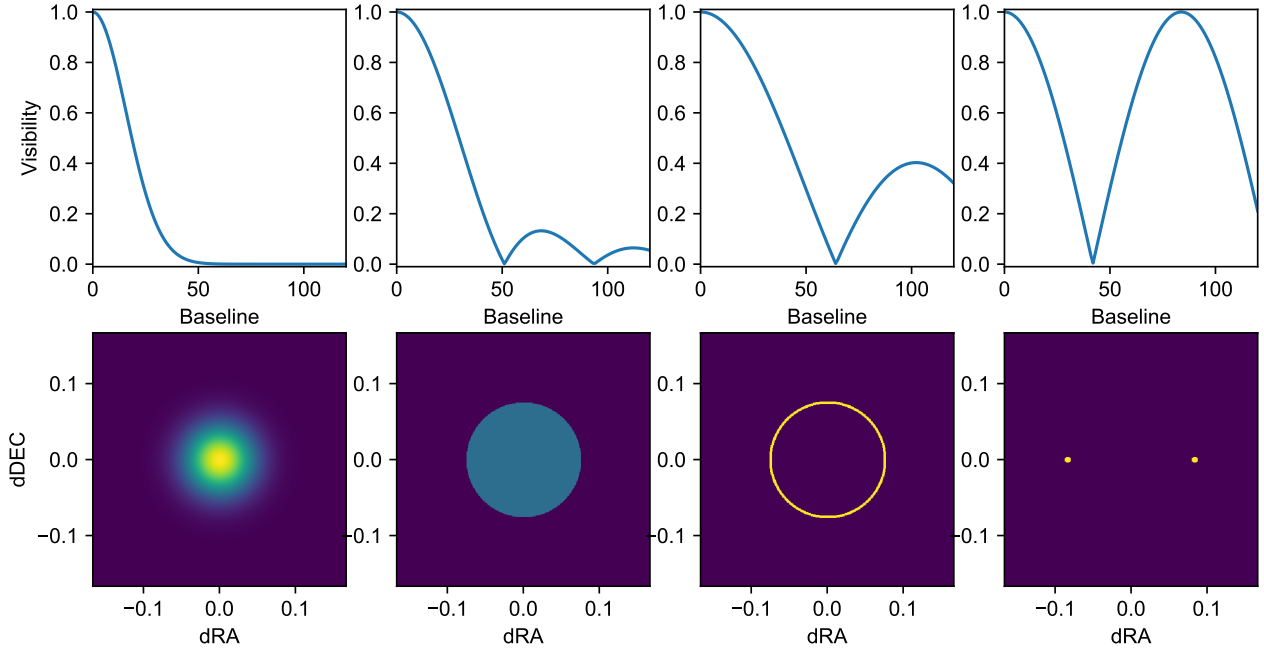 1.0 1.0 1.0 1.0
0.8 0.8 0.8 0.8
0.6 0.6 0.6 0.6
Visibility
0.4 0.4 0.4 0.4
0.2 0.2 0.2 0.2
0.0 0.0 0.0 0.0
0 50 100 0 50 100 0 50 100 0 50 100
Baseline Baseline Baseline Baseline
0.1 0.1 0.1 0.1
dDEC
0.0 0.0 0.0 0.0
−0.1 −0.1 −0.1 −0.1
−0.1 0.0 0.1 −0.1 0.0 0.1 −0.1 0.0 0.1 −0.1 0.0 0.1
dRA dRA dRA dRA